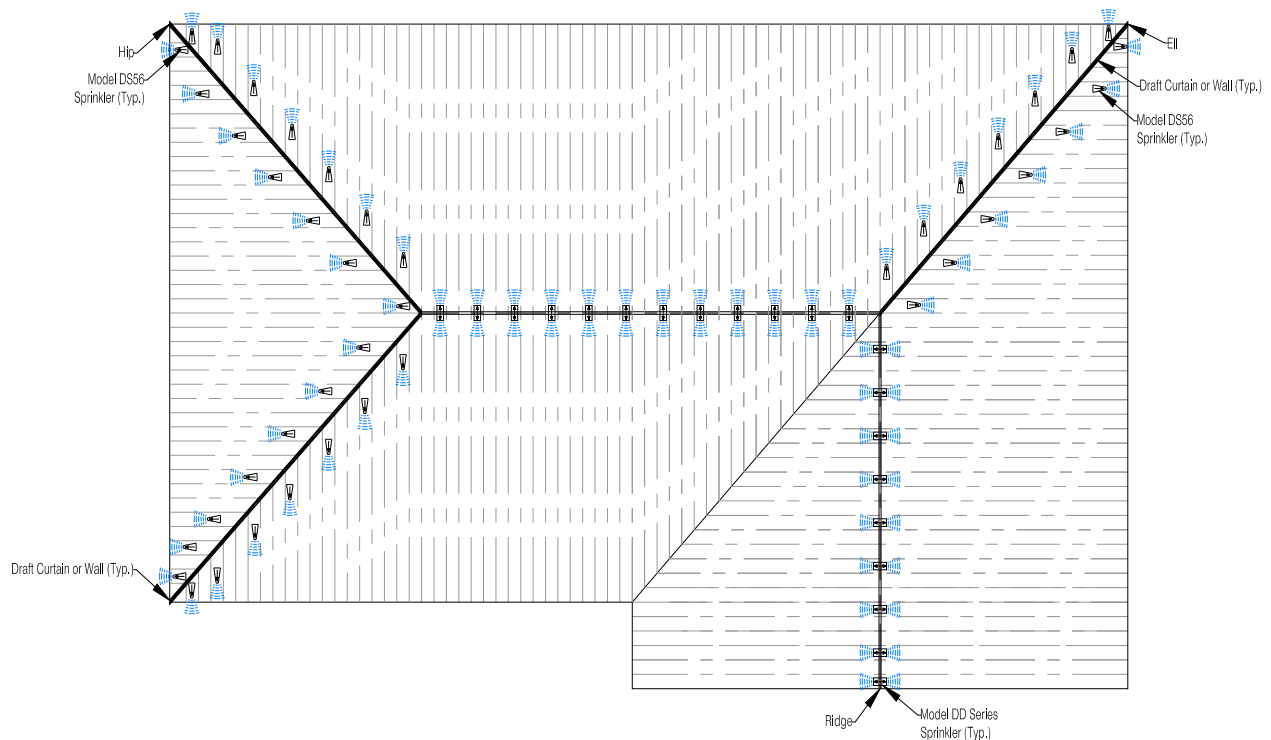 Hip
Model DS56
Sprinkler (Typ.)
Ell
Draft Curtain or Wall (Typ.)
Model DS56
Sprinkler (Typ.)
Draft Curtain or Wall (Typ.)
Ridge
Model DD Series
Sprinkler (Typ.)